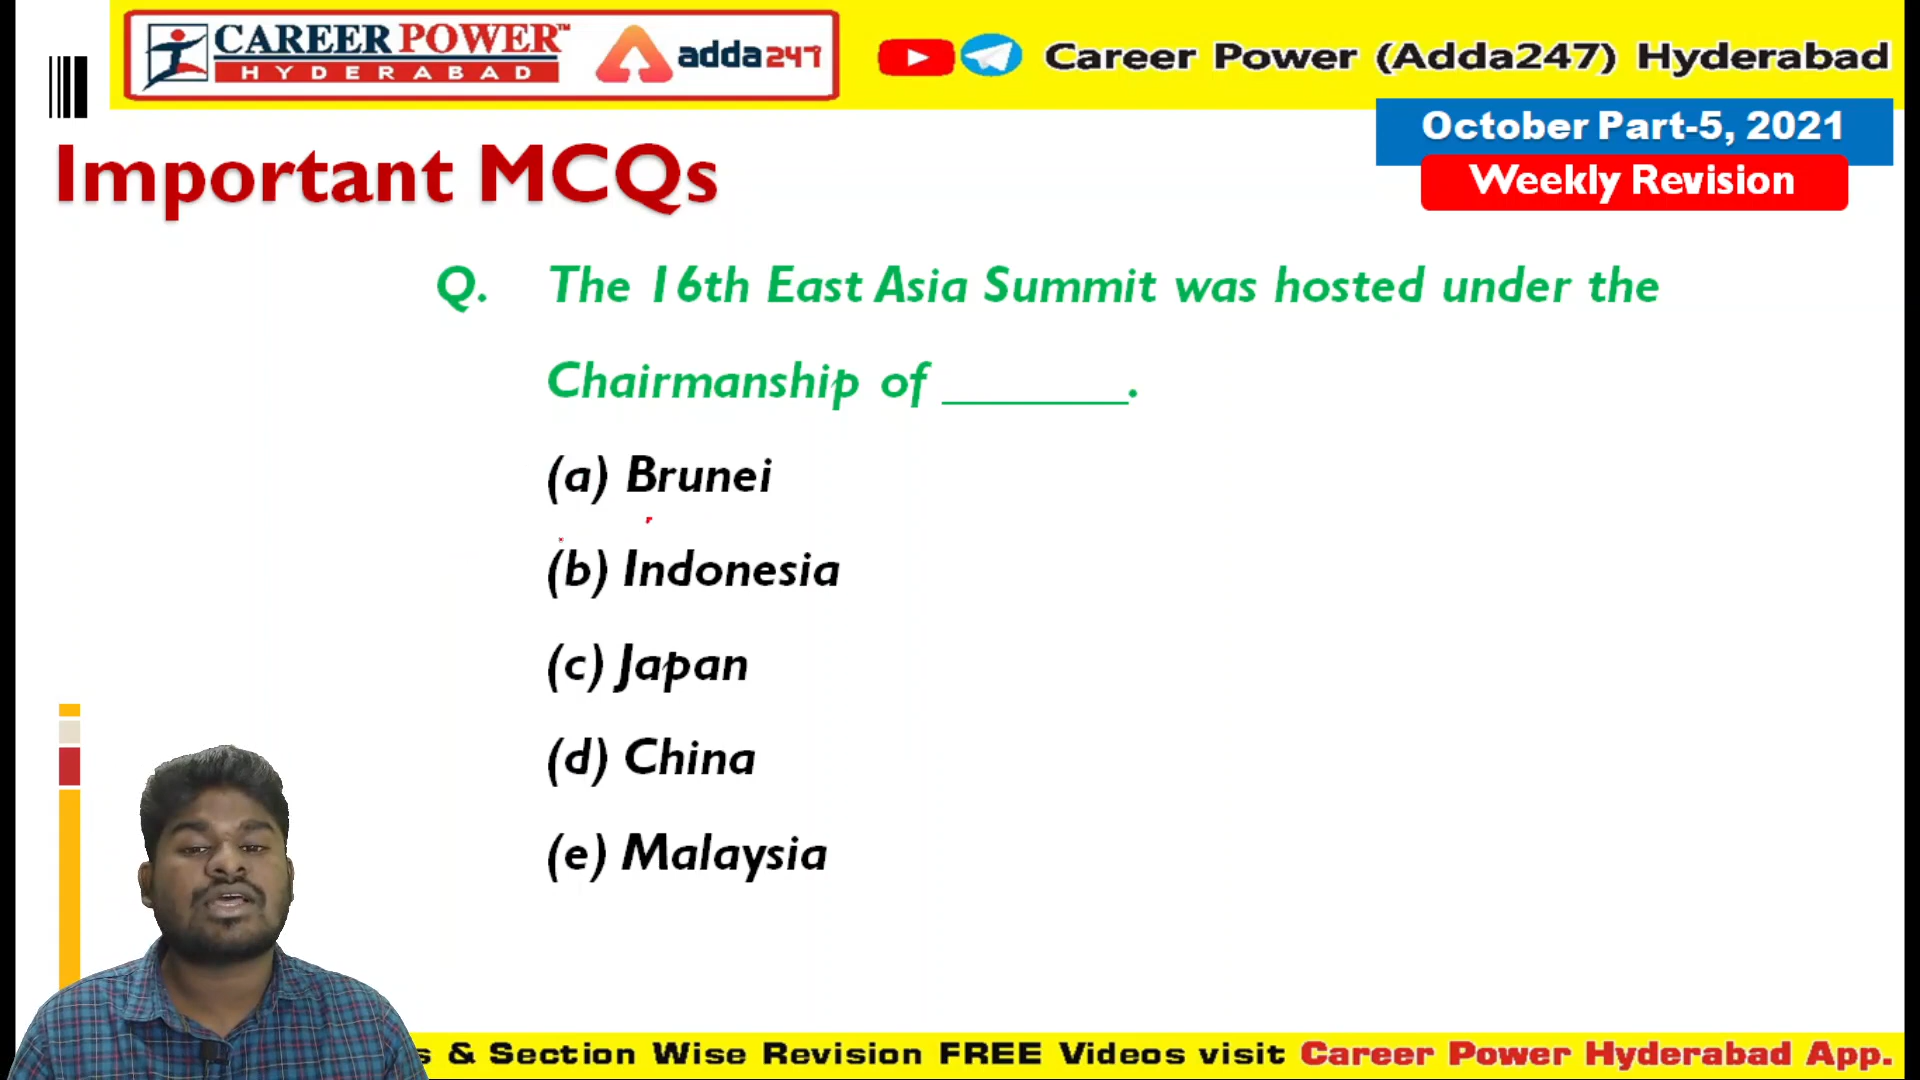 CAREER POWER™
HYDERABAD
adda247
Career Power (Adda247) Hyderabad
October Part-5, 2021
Weekly Revision
Important MCQs
Q. The 16th East Asia Summit was hosted under the
Chairmanship of _______.
(a) Brunei
(b) Indonesia
(c) Japan
(d) China
(e) Malaysia
s & Section Wise Revision FREE Videos visit Career Power Hyderabad App.